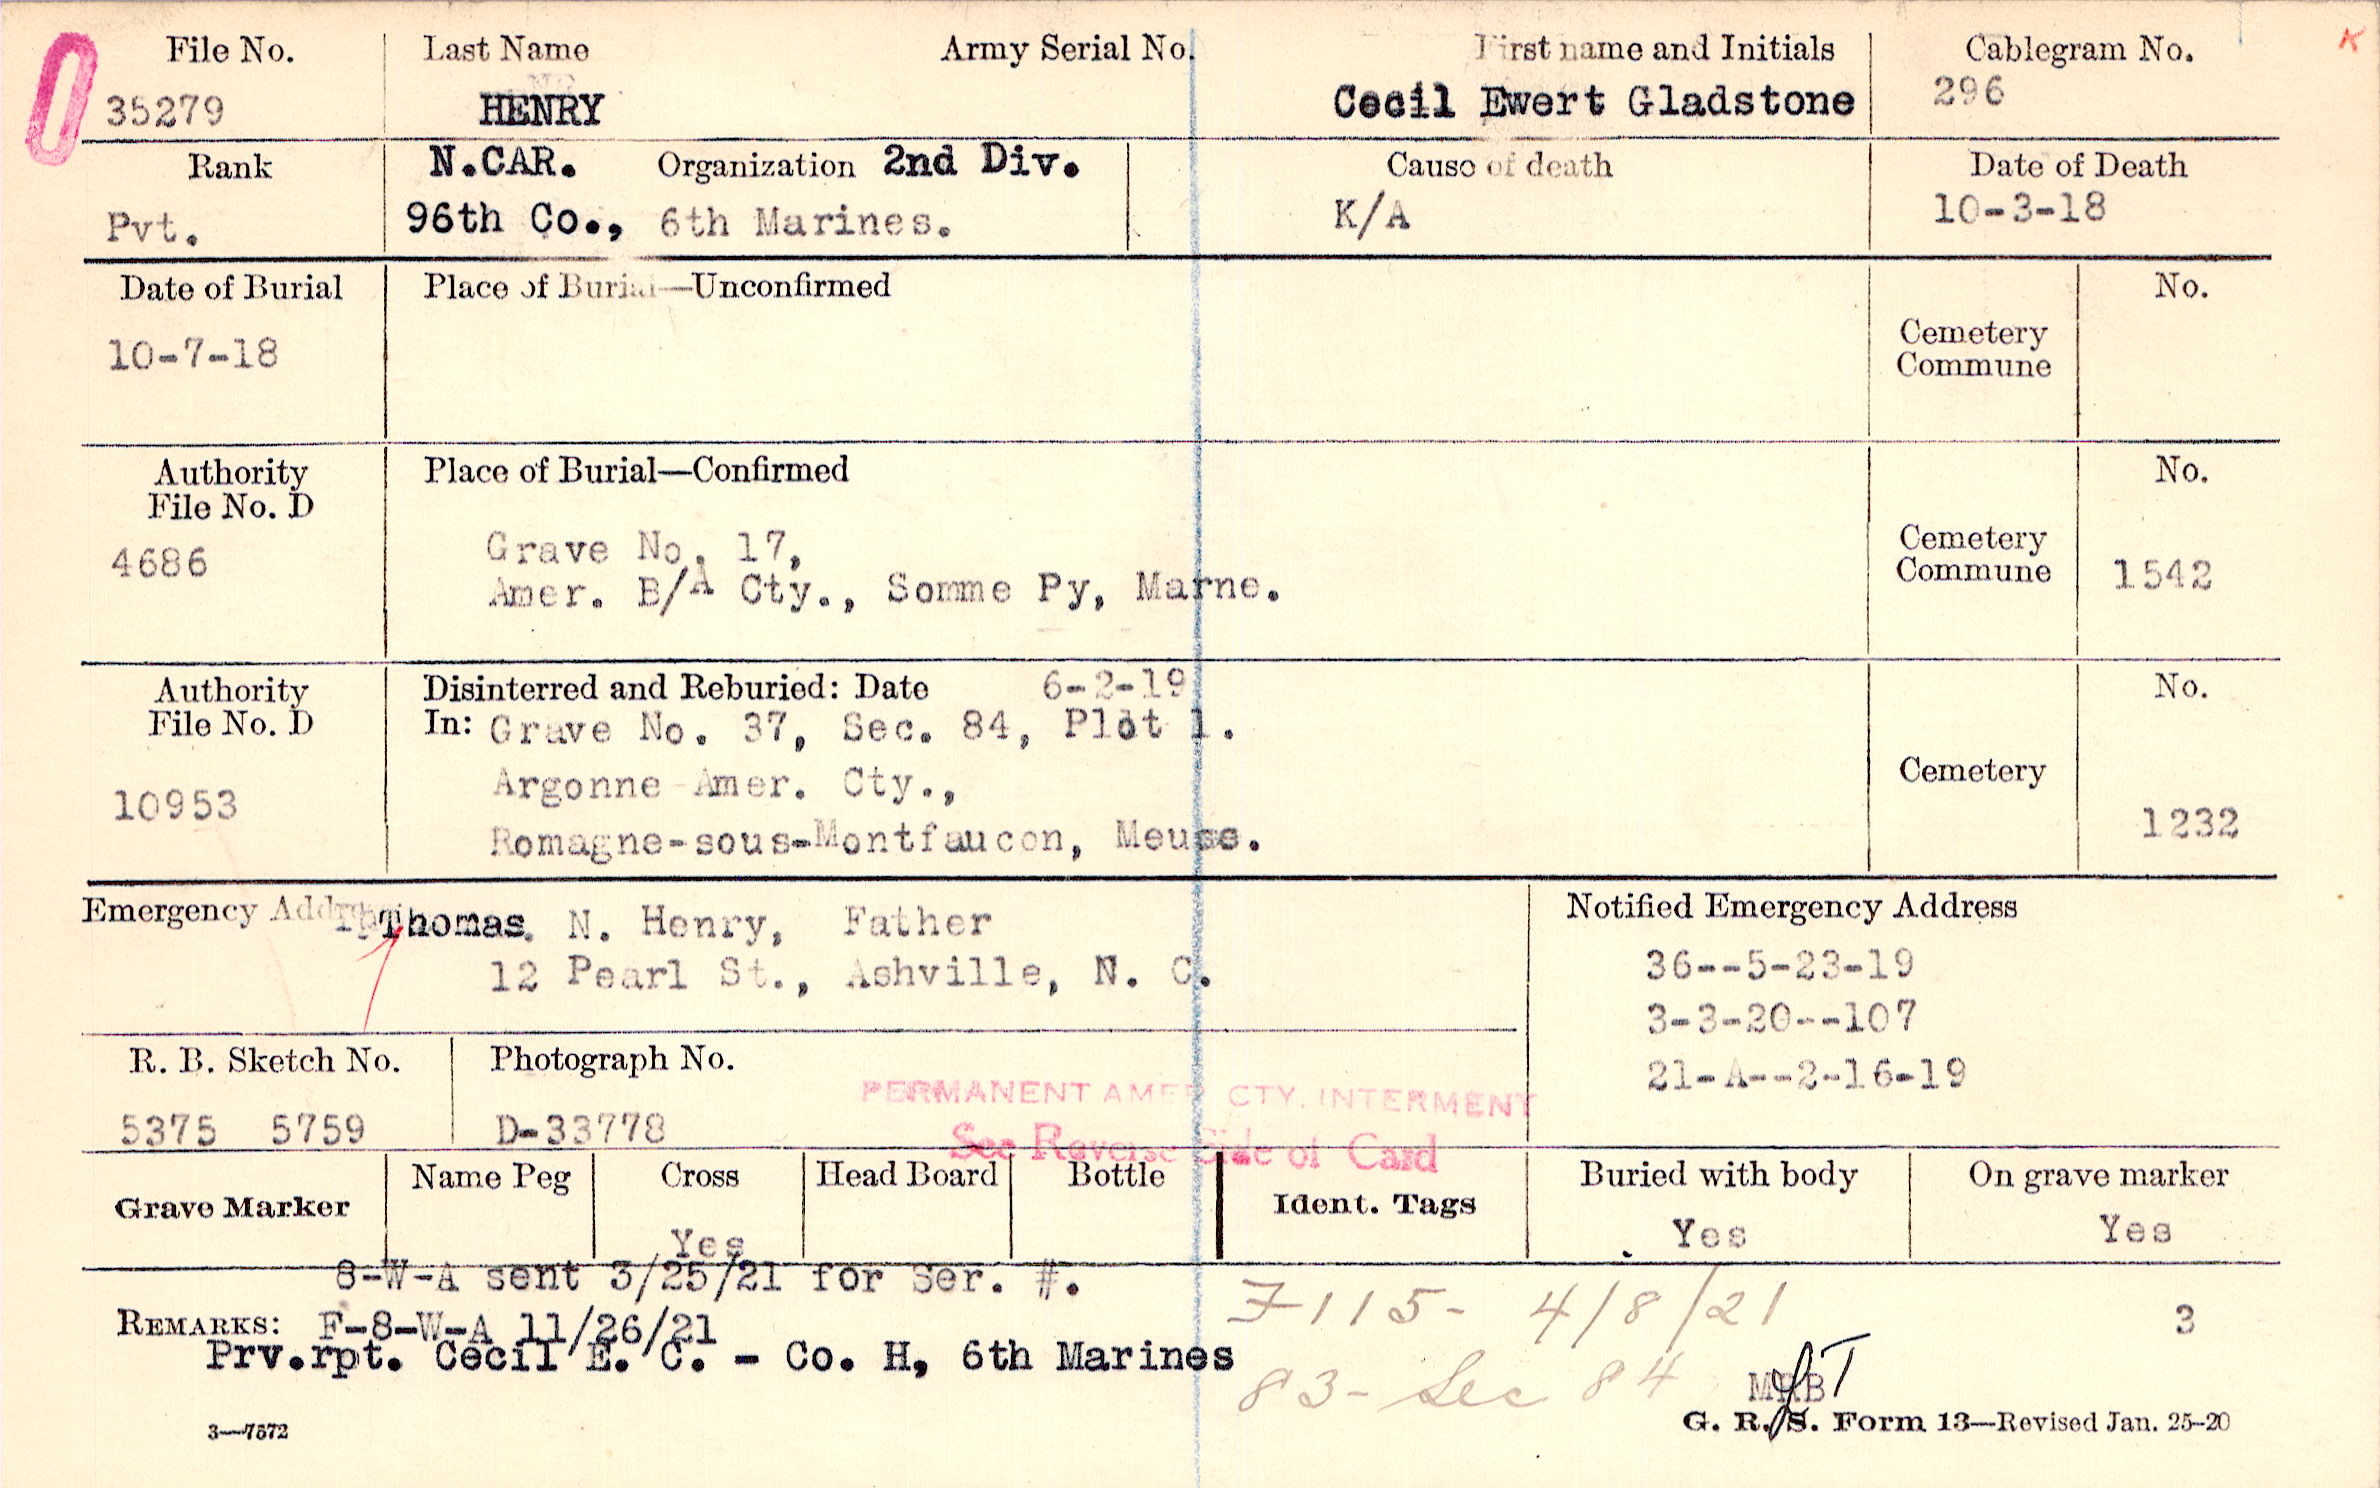 File No. Last Name Army Serial No. First name and Initials Cablegram No. K
35279 HENRY Cecil Ewert Gladstone 296
Rank N.CAR. Organization 2nd Div. Cause of death Date of Death
Pvt. 96th Co., 6th Marines. K/A 10-3-18
Date of Burial Place of Burial—Unconfirmed No.
10-7-18
Cemetery
Commune
Authority Place of Burial—Confirmed No.
File No. D
4686 Grave No. 17,
Amer. B/A Cty., Somme Py, Marne.
Cemetery
Commune 1542
Authority Disinterred and Reburied: Date 6-2-19 No.
File No. D In: Grave No. 37, Sec. 84, Plot 1.
Argonne Amer. Cty., Cemetery
10953 Romagne-sous-Montfaucon, Meuse. 1232
Emergency Address Thomas N. Henry, Father
12 Pearl St., Ashville, N. C.
Notified Emergency Address
36--5-23-19
3-3-20--107
21-A--2-16-19
R. B. Sketch No. Photograph No.
5375 5759 D-33778
PERMANENT AMER. CTY. INTERMENT
See Reverse Side of Card
Grave Marker Name Peg Cross Head Board Bottle Ident. Tags Buried with body On grave marker
Yes Yes Yes
8-W-A sent 3/25/21 for Ser. #.
REMARKS: F-8-W-A 11/26/21 7115- 4/8/21 3
Prv.rpt. Cecil E. C. - Co. H, 6th Marines
83- Sec 84
3—7572 G. R. S. Form 13—Revised Jan. 25-20